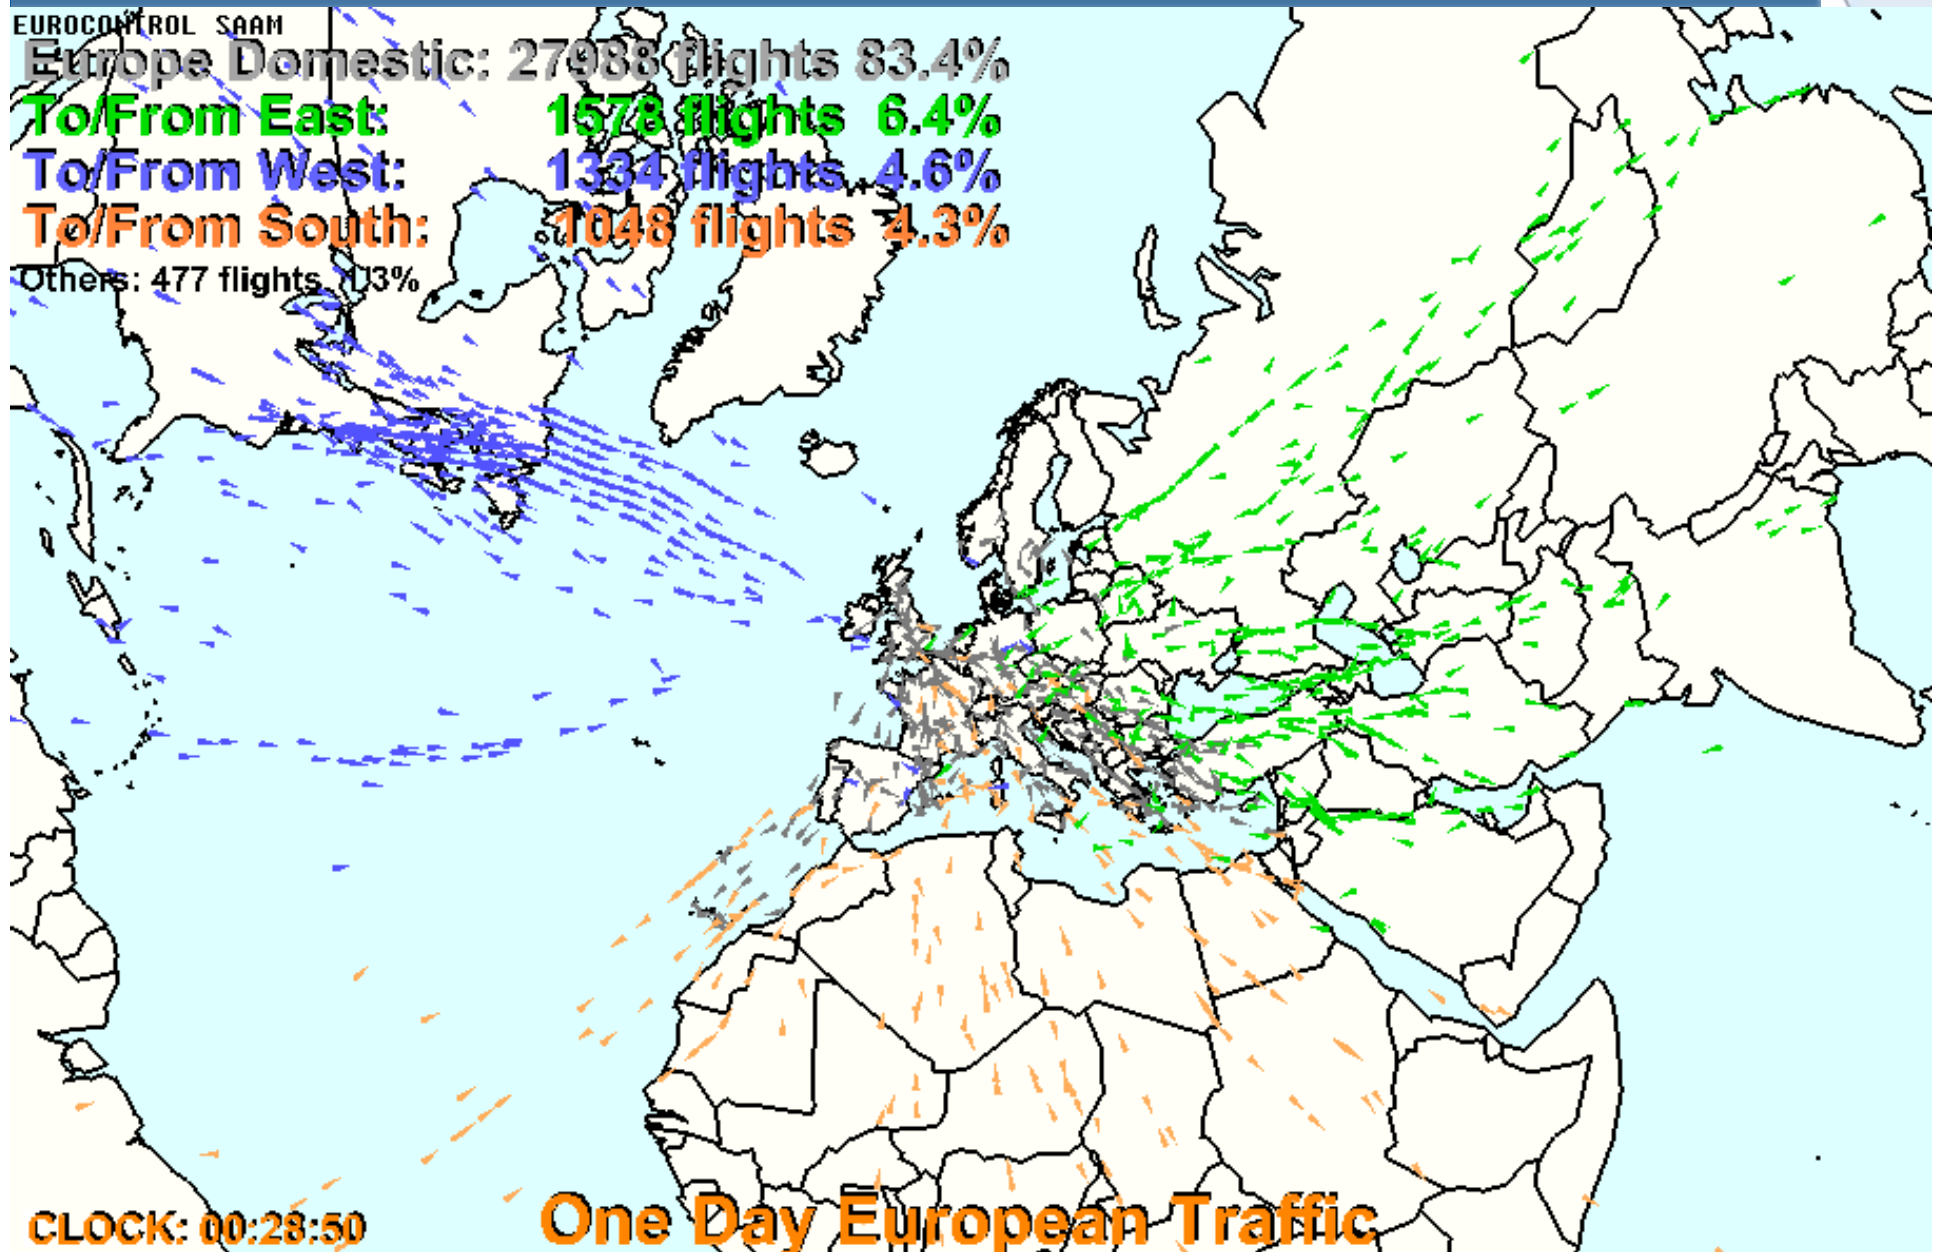 EUROCONTROL SAAM
Europe Domestic: 27988 flights 83.4%
To/From East: 1578 flights 6.4%
To/From West: 1334 flights 4.6%
To/From South: 1048 flights 4.3%
Others: 477 flights 1.3%
CLOCK: 00:28:50
One Day European Traffic